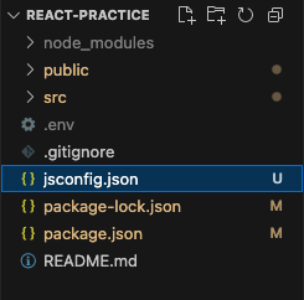 REACT-PRACTICE
node_modules
public
src
.env
.gitignore
{} jsconfig.json U
{} package-lock.json M
{} package.json M
README.md